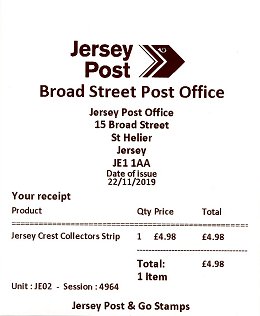 Jersey
Post
Broad Street Post Office
Jersey Post Office
15 Broad Street
St Helier
Jersey
JE1 1AA
Date of Issue
22/11/2019
Your receipt
Product Qty Price Total
Jersey Crest Collectors Strip 1 £4.98 £4.98
Total: £4.98
1 Item
Unit : JE02 - Session : 4964
Jersey Post & Go Stamps